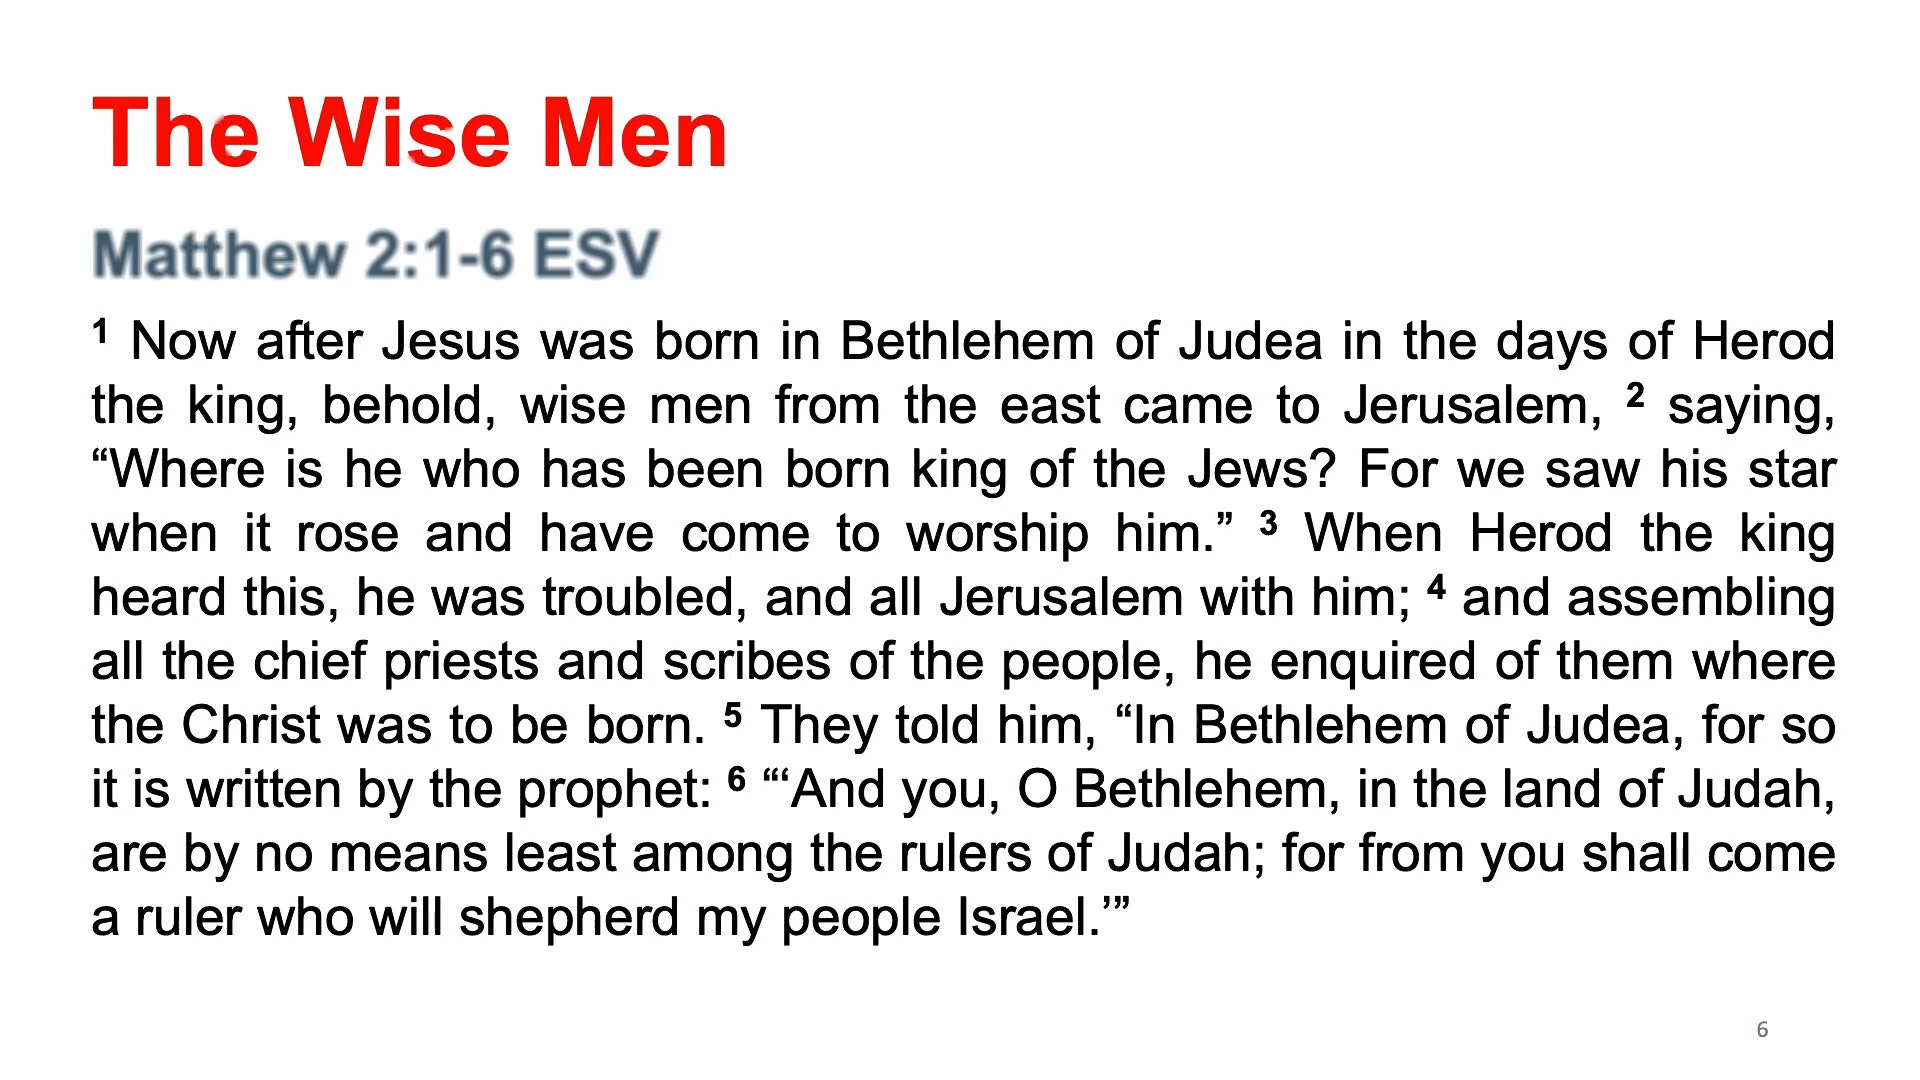 The Wise Men
Matthew 2:1-6 ESV
1 Now after Jesus was born in Bethlehem of Judea in the days of Herod
the king, behold, wise men from the east came to Jerusalem, 2 saying,
“Where is he who has been born king of the Jews? For we saw his star
when it rose and have come to worship him.” 3 When Herod the king
heard this, he was troubled, and all Jerusalem with him; 4 and assembling
all the chief priests and scribes of the people, he enquired of them where
the Christ was to be born. 5 They told him, “In Bethlehem of Judea, for so
it is written by the prophet: 6 “‘And you, O Bethlehem, in the land of Judah,
are by no means least among the rulers of Judah; for from you shall come
a ruler who will shepherd my people Israel.’”
6